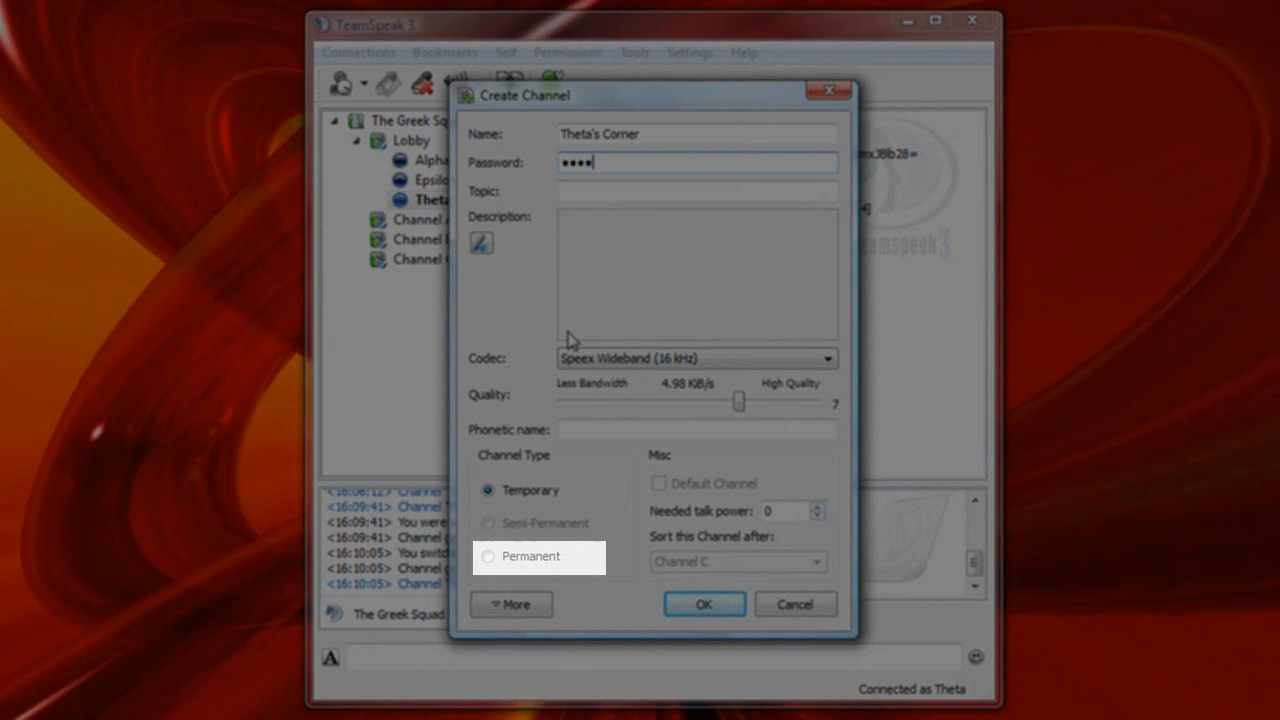 TeamSpeak 3
Connections Bookmarks Self Permissions Tools Settings Help
Create Channel
The Greek Sq
Lobby
Alpha
Epsilo
Theta
Channel
Channel
Channel
mxJBlb28=
teamspeak3
Name: Theta's Corner
Password: ••••
Topic:
Description:
Codec: Speex Wideband (16 kHz)
Less Bandwidth 4.98 KiB/s High Quality
Quality: 7
Phonetic name:
Channel Type
Temporary
Semi-Permanent
Permanent
Misc
Default Channel
Needed talk power: 0
Sort this Channel after:
Channel C
More OK Cancel
<16:08:12> Channel
<16:09:41> Channel
<16:09:41> You were
<16:09:41> Channel g
<16:10:05> You switch
<16:10:05> Channel g
<16:10:05> Channel
The Greek Squad
A
Connected as Theta